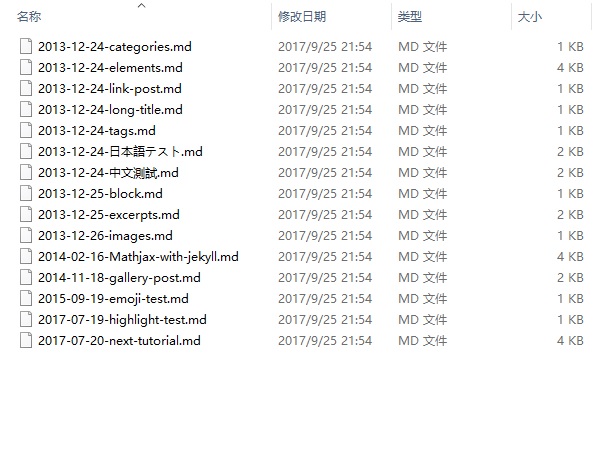 名称 修改日期 类型 大小
2013-12-24-categories.md 2017/9/25 21:54 MD 文件 1 KB
2013-12-24-elements.md 2017/9/25 21:54 MD 文件 4 KB
2013-12-24-link-post.md 2017/9/25 21:54 MD 文件 1 KB
2013-12-24-long-title.md 2017/9/25 21:54 MD 文件 1 KB
2013-12-24-tags.md 2017/9/25 21:54 MD 文件 1 KB
2013-12-24-日本語テスト.md 2017/9/25 21:54 MD 文件 2 KB
2013-12-24-中文測試.md 2017/9/25 21:54 MD 文件 2 KB
2013-12-25-block.md 2017/9/25 21:54 MD 文件 1 KB
2013-12-25-excerpts.md 2017/9/25 21:54 MD 文件 2 KB
2013-12-26-images.md 2017/9/25 21:54 MD 文件 1 KB
2014-02-16-Mathjax-with-jekyll.md 2017/9/25 21:54 MD 文件 4 KB
2014-11-18-gallery-post.md 2017/9/25 21:54 MD 文件 2 KB
2015-09-19-emoji-test.md 2017/9/25 21:54 MD 文件 1 KB
2017-07-19-highlight-test.md 2017/9/25 21:54 MD 文件 1 KB
2017-07-20-next-tutorial.md 2017/9/25 21:54 MD 文件 4 KB